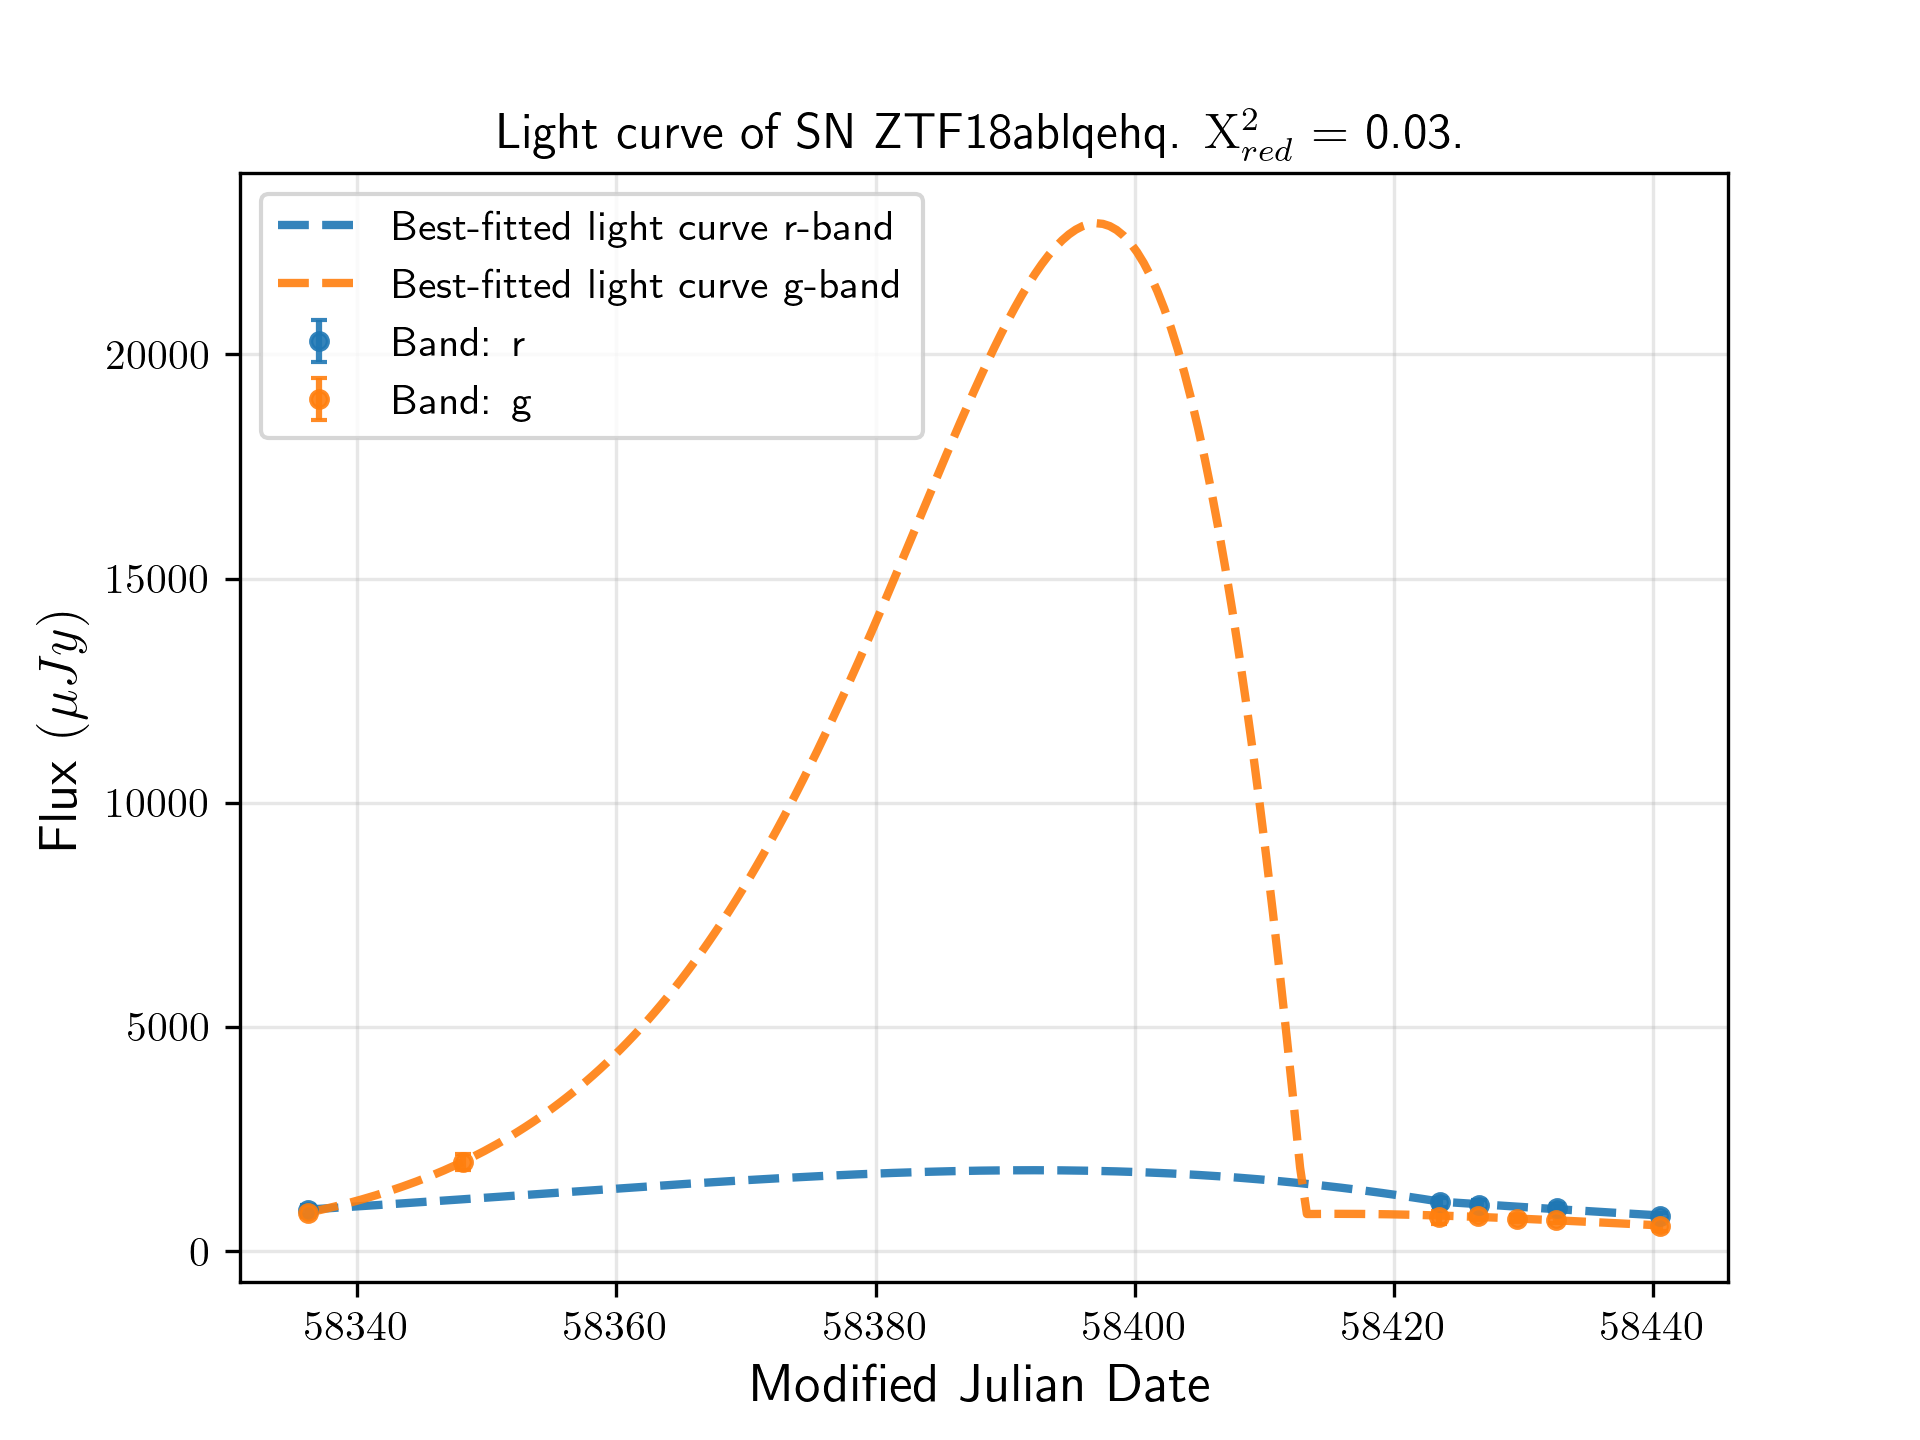 Light curve of SN ZTF18ablqehq. X²_red = 0.03.
Best-fitted light curve r-band
Best-fitted light curve g-band
Band: r
Band: g
Flux (μJy)
20000
15000
10000
5000
0
58340 58360 58380 58400 58420 58440
Modified Julian Date